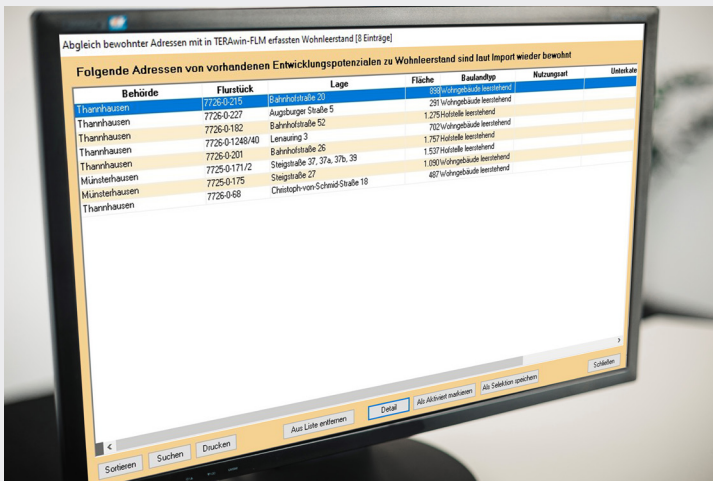 Abgleich bewohnter Adressen mit in TERAwin-FLM erfassten Wohnleerstand [8 Einträge]
Folgende Adressen von vorhandenen Entwicklungspotenzialen zu Wohnleerstand sind laut Import wieder bewohnt
Behörde Flurstück Lage Fläche Baulandtyp Nutzungsart Unterkate
Thannhausen 7726-0-215 Bahnhofstraße 20 898 Wohngebäude leerstehend
Thannhausen 7726-0-227 Augsburger Straße 5 291 Wohngebäude leerstehend
Thannhausen 7726-0-182 Bahnhofstraße 52 1.275 Hofstelle leerstehend
Thannhausen 7726-0-1248/40 Lenauring 3 702 Wohngebäude leerstehend
Thannhausen 7726-0-201 Bahnhofstraße 26 1.757 Hofstelle leerstehend
Münsterhausen 7725-0-171/2 Steigstraße 37, 37a, 37b, 39 1.537 Hofstelle leerstehend
Münsterhausen 7725-0-175 Steigstraße 27 1.090 Wohngebäude leerstehend
Thannhausen 7726-0-68 Christoph-von-Schmid-Straße 18 487 Wohngebäude leerstehend
Sortieren Suchen Drucken Aus Liste entfernen Detail Als Aktiviert markieren Als Selektion speichern Schließen